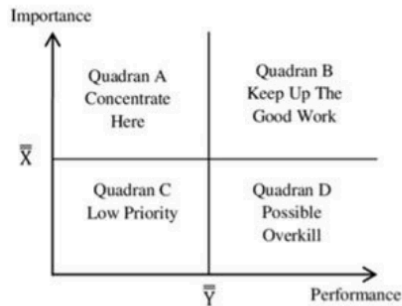 Importance
Quadran A
Concentrate
Here
Quadran B
Keep Up The
Good Work
X̿
Quadran C
Low Priority
Quadran D
Possible
Overkill
Y̿
Performance